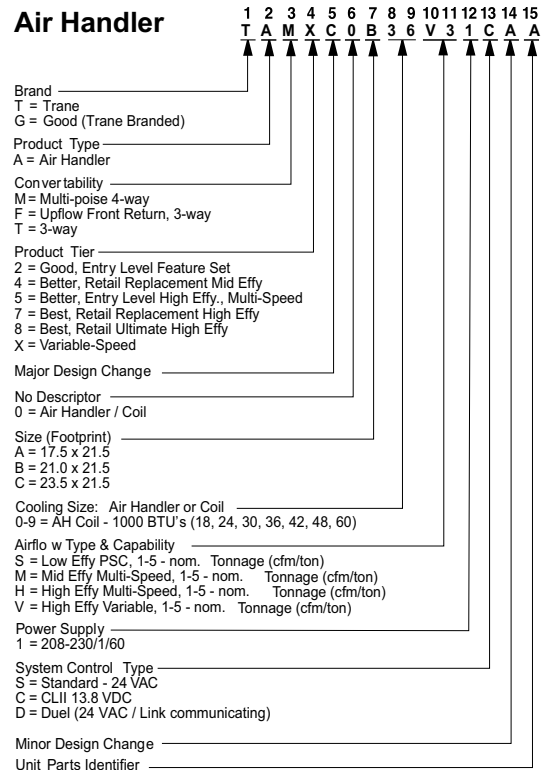 Air Handler
1 2 3 4 5 6 7 8 9 10 11 12 13 14 15
T A M X C 0 B 3 6 V 3 1 C A A
Brand
T = Trane
G = Good (Trane Branded)
Product Type
A = Air Handler
Convertability
M = Multi-poise 4-way
F = Upflow Front Return, 3-way
T = 3-way
Product Tier
2 = Good, Entry Level Feature Set
4 = Better, Retail Replacement Mid Effy
5 = Better, Entry Level High Effy., Multi-Speed
7 = Best, Retail Replacement High Effy
8 = Best, Retail Ultimate High Effy
X = Variable-Speed
Major Design Change
No Descriptor
0 = Air Handler / Coil
Size (Footprint)
A = 17.5 x 21.5
B = 21.0 x 21.5
C = 23.5 x 21.5
Cooling Size: Air Handler or Coil
0-9 = AH Coil - 1000 BTU's (18, 24, 30, 36, 42, 48, 60)
Airflo w Type & Capability
S = Low Effy PSC, 1-5 - nom. Tonnage (cfm/ton)
M = Mid Effy Multi-Speed, 1-5 - nom. Tonnage (cfm/ton)
H = High Effy Multi-Speed, 1-5 - nom. Tonnage (cfm/ton)
V = High Effy Variable, 1-5 - nom. Tonnage (cfm/ton)
Power Supply
1 = 208-230/1/60
System Control Type
S = Standard - 24 VAC
C = CLII 13.8 VDC
D = Duel (24 VAC / Link communicating)
Minor Design Change
Unit Parts Identifier